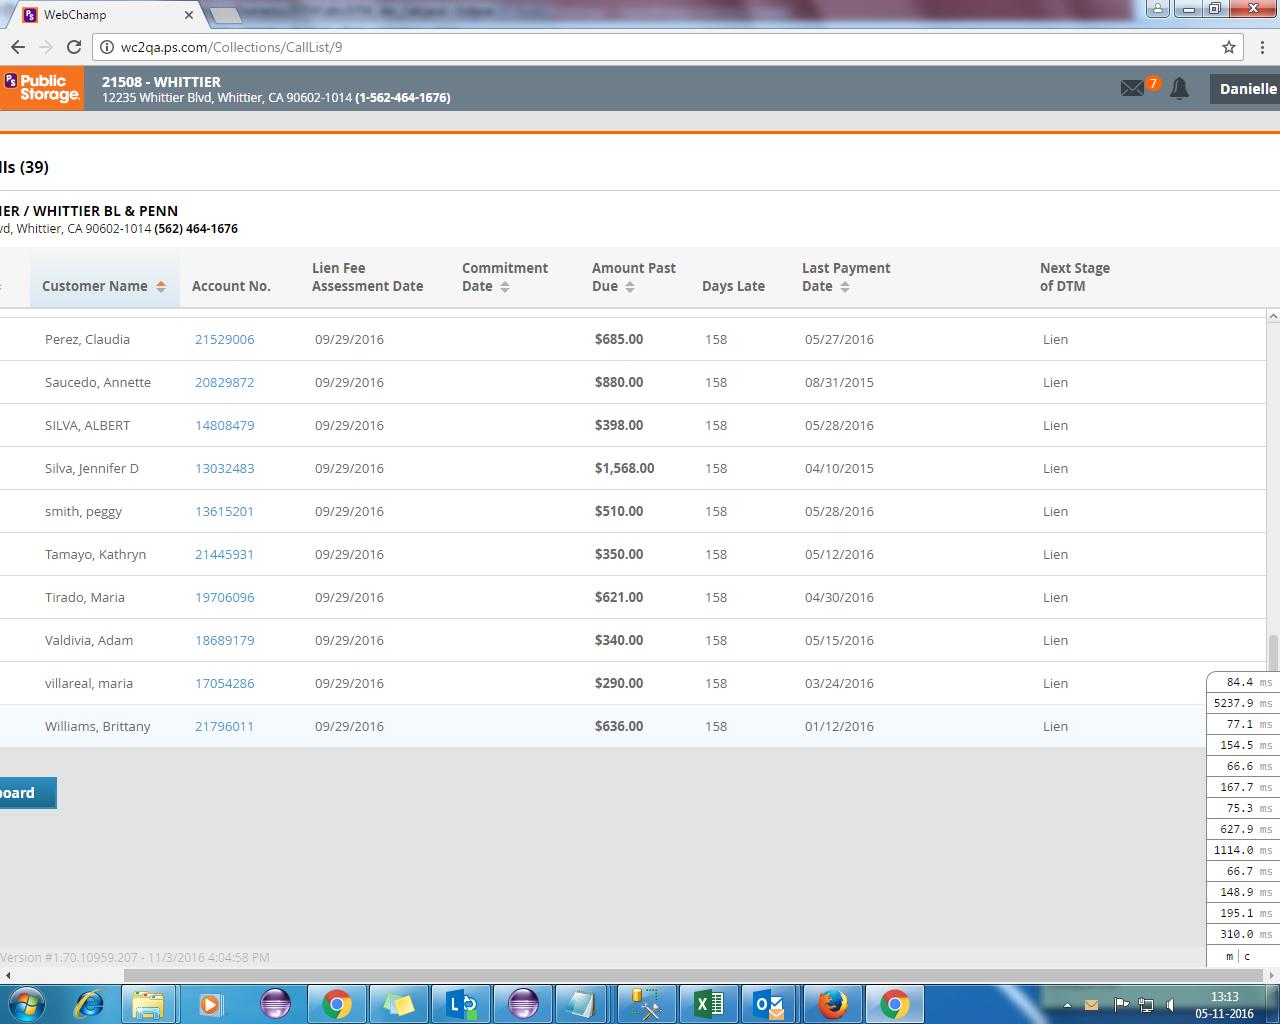 WebChamp
wc2qa.ps.com/Collections/CallList/9
PS Public Storage.
21508 - WHITTIER
12235 Whittier Blvd, Whittier, CA 90602-1014 (1-562-464-1676)
7
Danielle
lls (39)
IER / WHITTIER BL & PENN
vd, Whittier, CA 90602-1014 (562) 464-1676
Customer Name Account No. Lien Fee Assessment Date Commitment Date Amount Past Due Days Late Last Payment Date Next Stage of DTM
Perez, Claudia 21529006 09/29/2016 $685.00 158 05/27/2016 Lien
Saucedo, Annette 20829872 09/29/2016 $880.00 158 08/31/2015 Lien
SILVA, ALBERT 14808479 09/29/2016 $398.00 158 05/28/2016 Lien
Silva, Jennifer D 13032483 09/29/2016 $1,568.00 158 04/10/2015 Lien
smith, peggy 13615201 09/29/2016 $510.00 158 05/28/2016 Lien
Tamayo, Kathryn 21445931 09/29/2016 $350.00 158 05/12/2016 Lien
Tirado, Maria 19706096 09/29/2016 $621.00 158 04/30/2016 Lien
Valdivia, Adam 18689179 09/29/2016 $340.00 158 05/15/2016 Lien
villareal, maria 17054286 09/29/2016 $290.00 158 03/24/2016 Lien
Williams, Brittany 21796011 09/29/2016 $636.00 158 01/12/2016 Lien
84.4 ms
5237.9 ms
77.1 ms
154.5 ms
66.6 ms
167.7 ms
75.3 ms
627.9 ms
1114.0 ms
66.7 ms
148.9 ms
195.1 ms
310.0 ms
m | c
board
Version #1.70.10959.207 - 11/3/2016 4:04:58 PM
13:13
05-11-2016